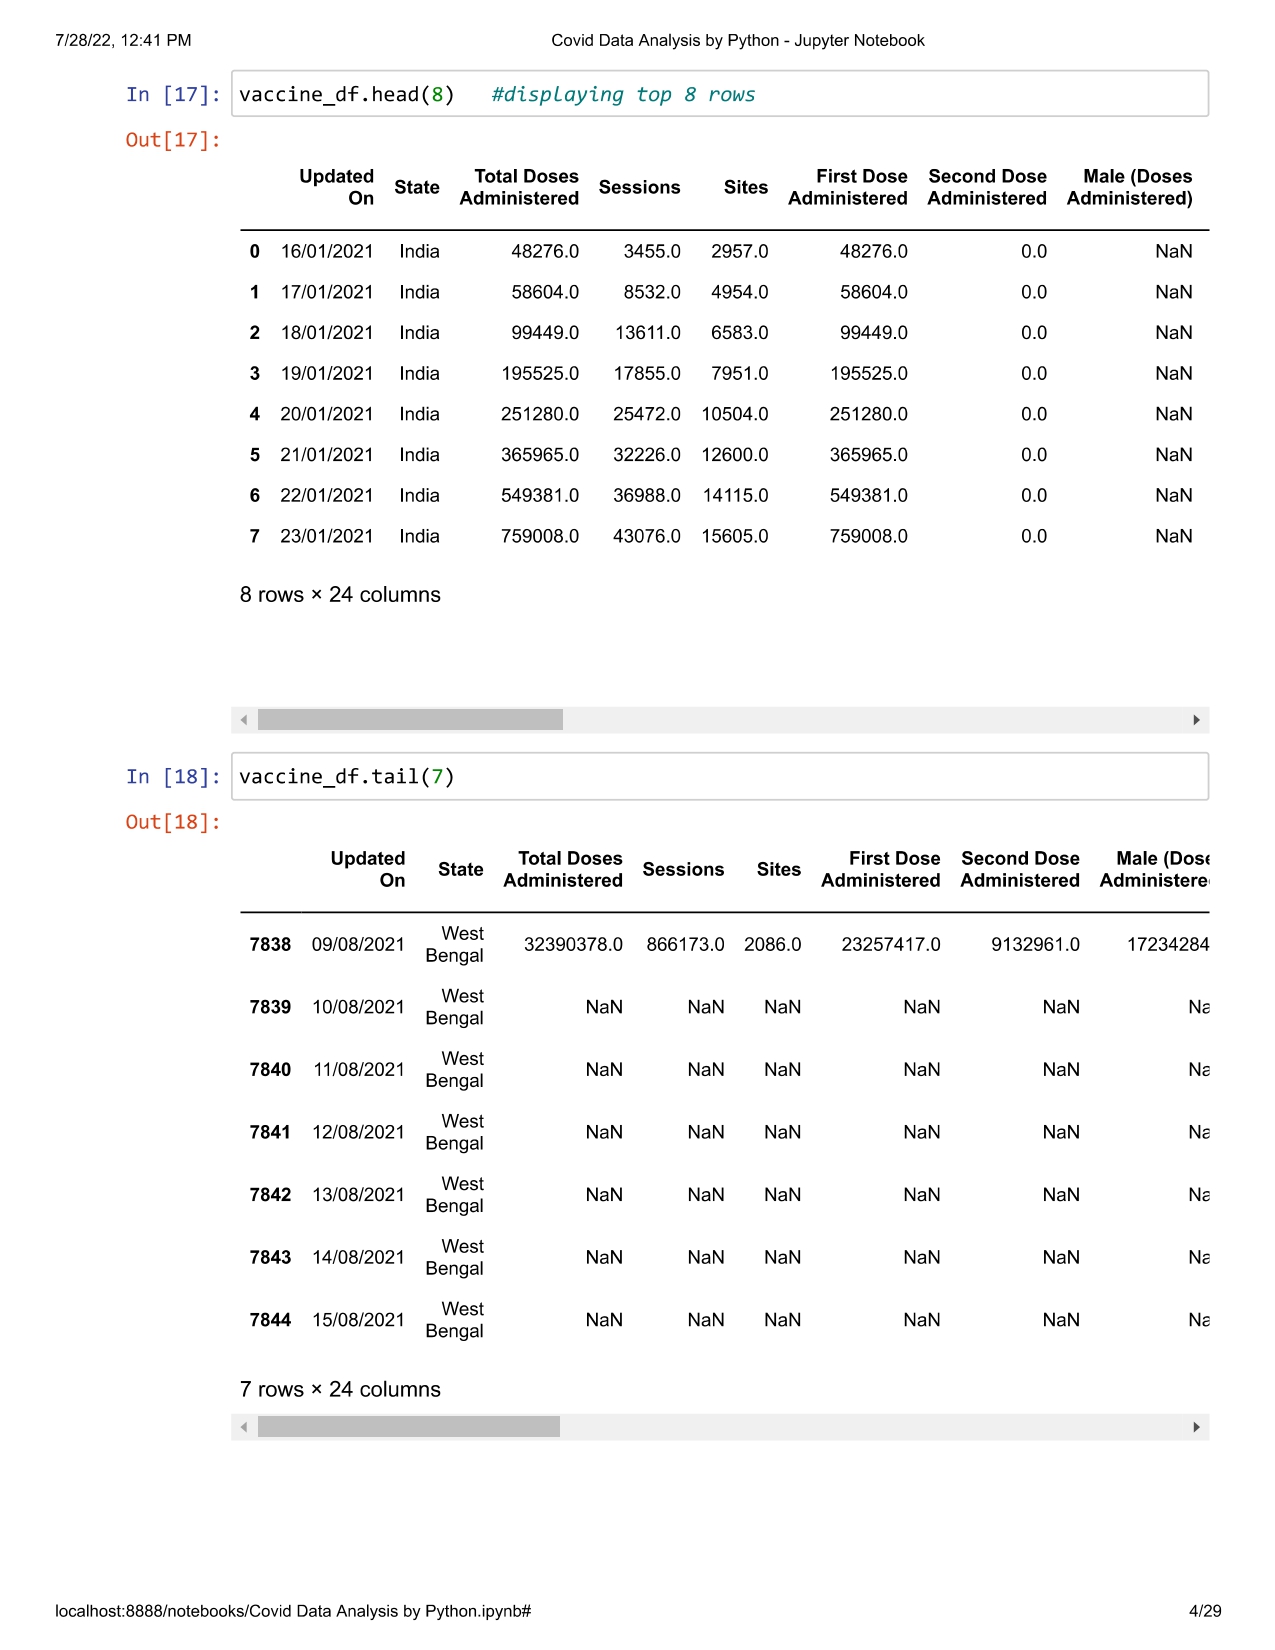 7/28/22, 12:41 PM Covid Data Analysis by Python - Jupyter Notebook
In [17]: vaccine_df.head(8) #displaying top 8 rows
Out[17]:
Updated On State Total Doses Administered Sessions Sites First Dose Administered Second Dose Administered Male (Doses Administered)
0 16/01/2021 India 48276.0 3455.0 2957.0 48276.0 0.0 NaN
1 17/01/2021 India 58604.0 8532.0 4954.0 58604.0 0.0 NaN
2 18/01/2021 India 99449.0 13611.0 6583.0 99449.0 0.0 NaN
3 19/01/2021 India 195525.0 17855.0 7951.0 195525.0 0.0 NaN
4 20/01/2021 India 251280.0 25472.0 10504.0 251280.0 0.0 NaN
5 21/01/2021 India 365965.0 32226.0 12600.0 365965.0 0.0 NaN
6 22/01/2021 India 549381.0 36988.0 14115.0 549381.0 0.0 NaN
7 23/01/2021 India 759008.0 43076.0 15605.0 759008.0 0.0 NaN
8 rows × 24 columns
In [18]: vaccine_df.tail(7)
Out[18]:
Updated On State Total Doses Administered Sessions Sites First Dose Administered Second Dose Administered Male (Dose Administere
7838 09/08/2021 West Bengal 32390378.0 866173.0 2086.0 23257417.0 9132961.0 17234284
7839 10/08/2021 West Bengal NaN NaN NaN NaN NaN Na
7840 11/08/2021 West Bengal NaN NaN NaN NaN NaN Na
7841 12/08/2021 West Bengal NaN NaN NaN NaN NaN Na
7842 13/08/2021 West Bengal NaN NaN NaN NaN NaN Na
7843 14/08/2021 West Bengal NaN NaN NaN NaN NaN Na
7844 15/08/2021 West Bengal NaN NaN NaN NaN NaN Na
7 rows × 24 columns
localhost:8888/notebooks/Covid Data Analysis by Python.ipynb# 4/29